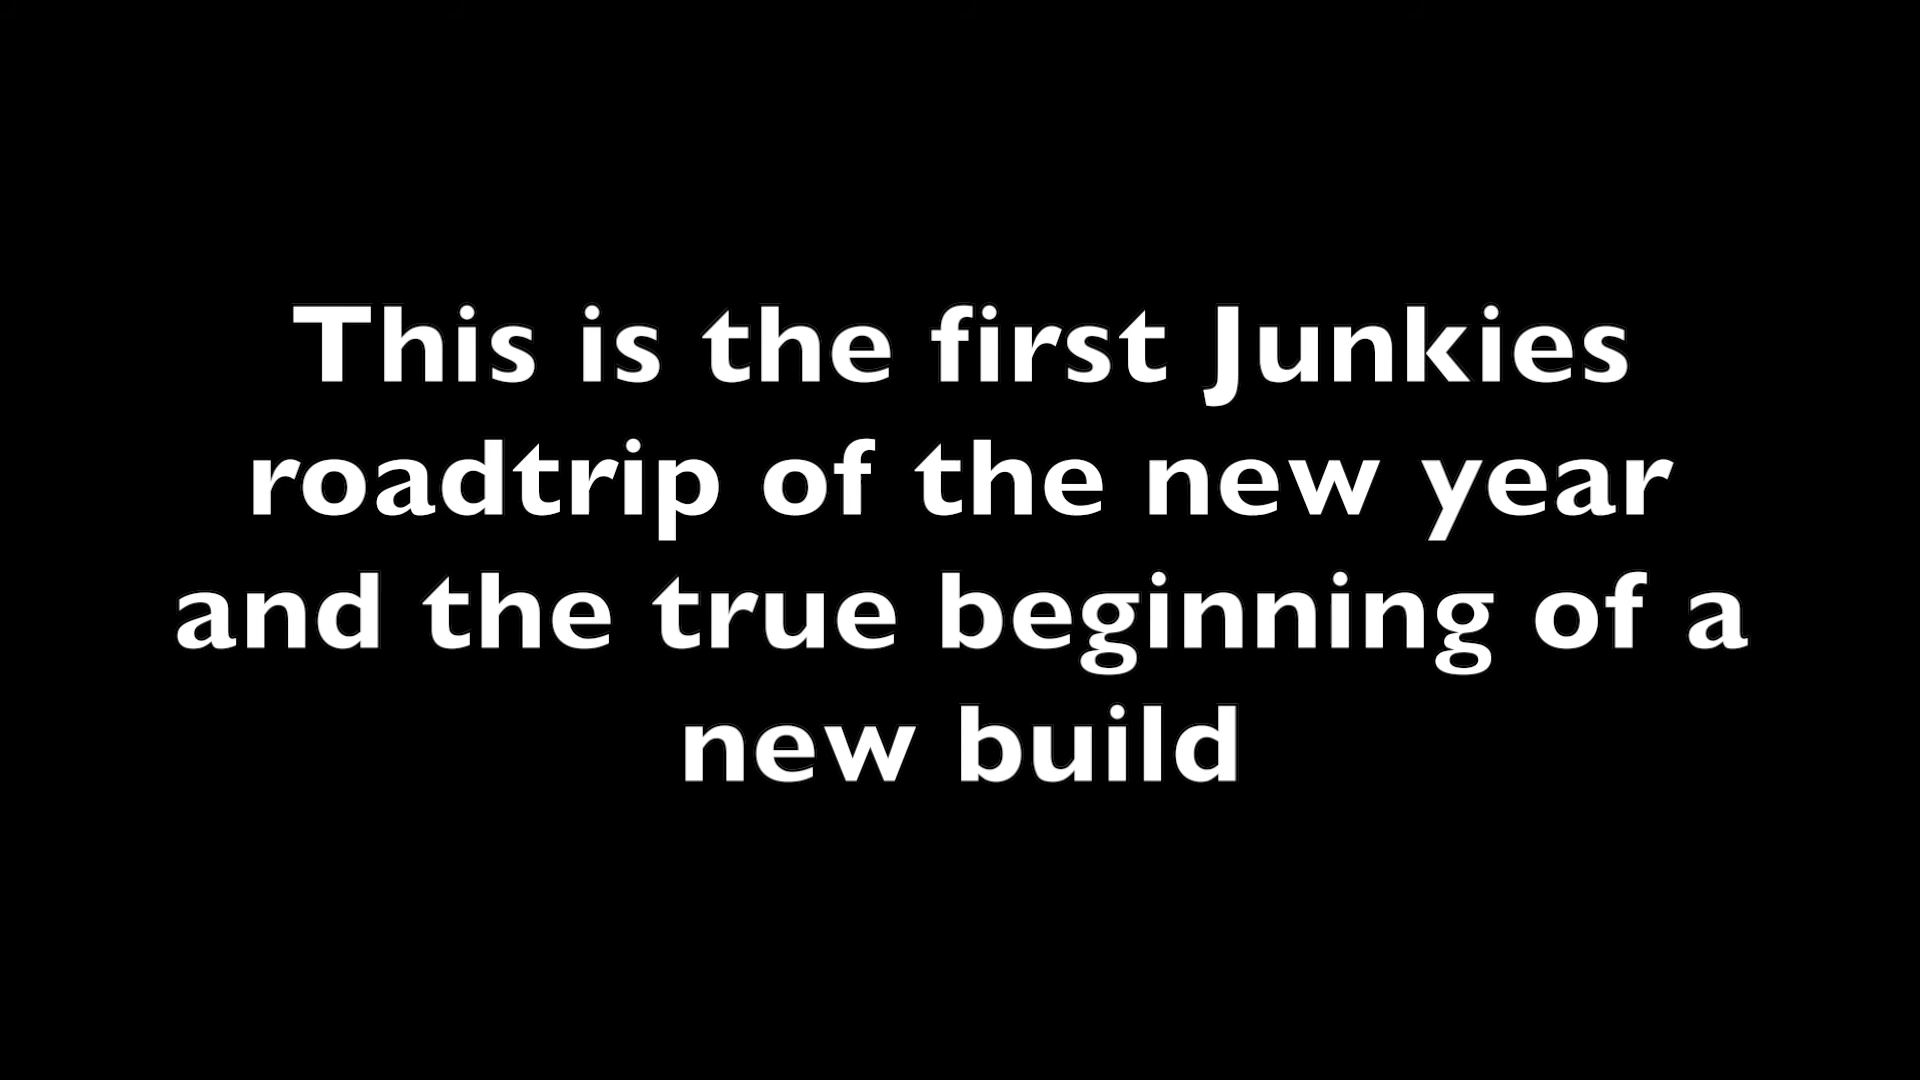 This is the first Junkies
roadtrip of the new year
and the true beginning of a
new build